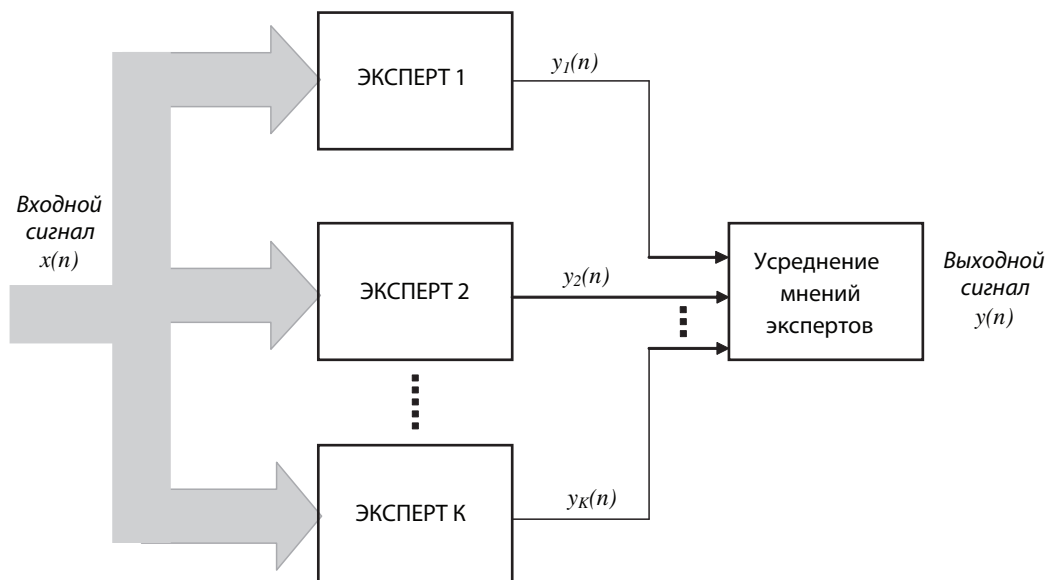 ЭКСПЕРТ 1
y1(n)
Входной
сигнал
x(n)
ЭКСПЕРТ 2
y2(n)
Усреднение
мнений
экспертов
Выходной
сигнал
y(n)
ЭКСПЕРТ К
yK(n)